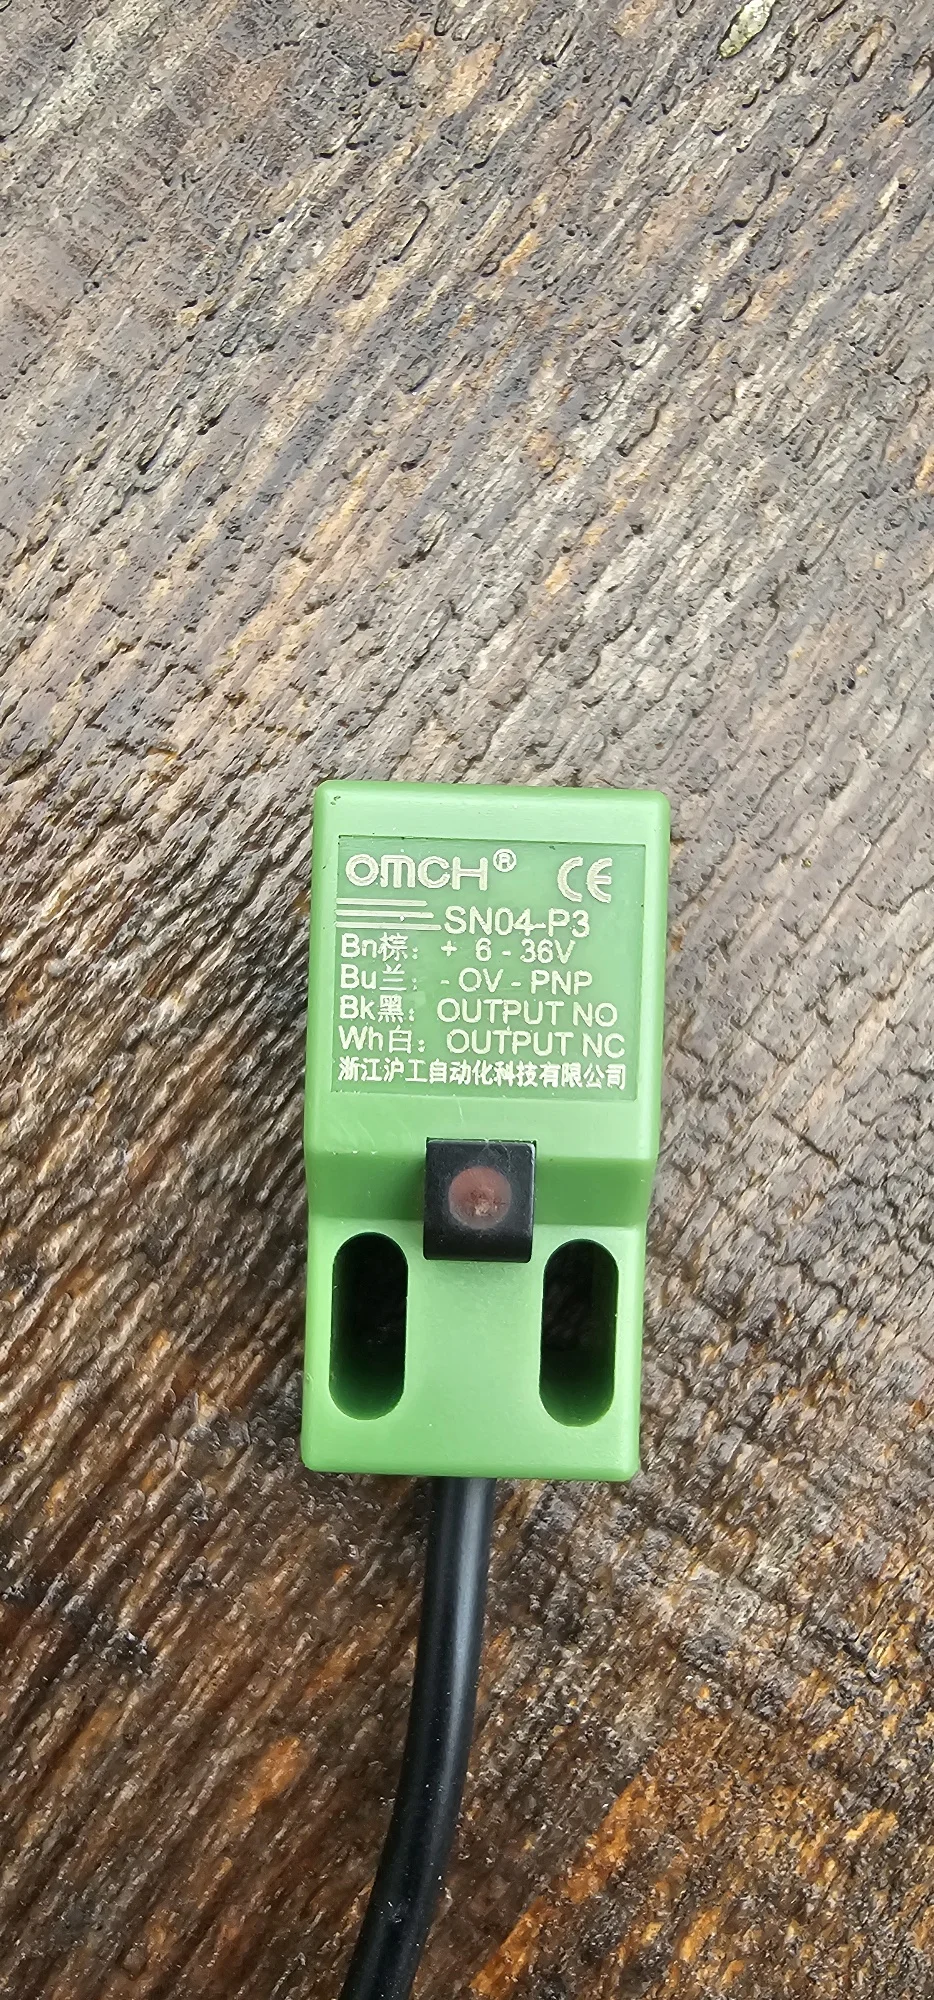 OMCH® CE
SN04-P3
Bn棕: + 6 - 36V
Bu兰: - OV - PNP
Bk黑: OUTPUT NO
Wh白: OUTPUT NC
浙江沪工自动化科技有限公司